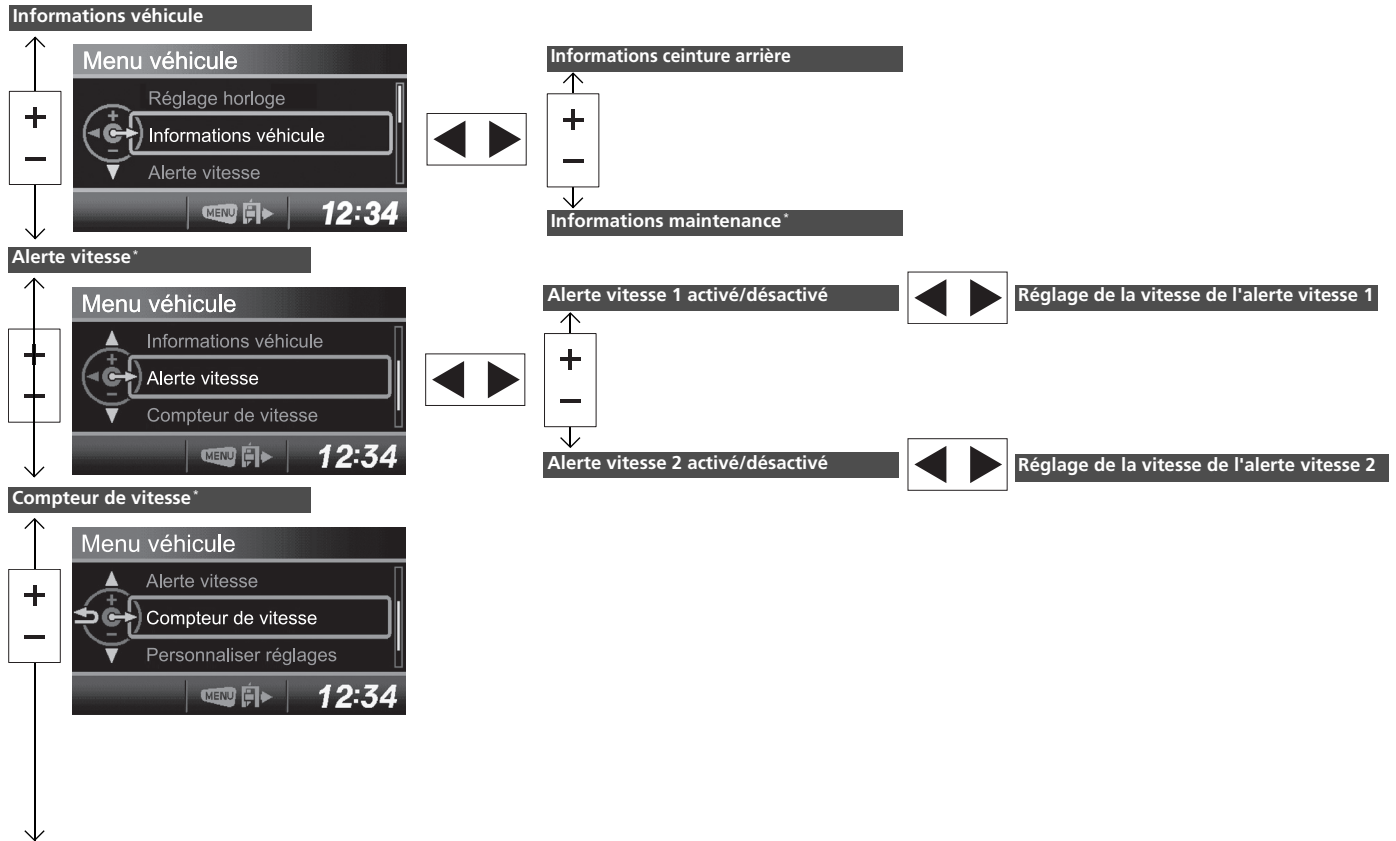 Informations véhicule
Menu véhicule
Réglage horloge
Informations véhicule
Alerte vitesse
MENU
12:34
+
−
Informations ceinture arrière
+
−
Informations maintenance*
Alerte vitesse*
Menu véhicule
Informations véhicule
Alerte vitesse
Compteur de vitesse
MENU
12:34
+
−
Alerte vitesse 1 activé/désactivé
Réglage de la vitesse de l'alerte vitesse 1
+
−
Alerte vitesse 2 activé/désactivé
Réglage de la vitesse de l'alerte vitesse 2
Compteur de vitesse*
Menu véhicule
Alerte vitesse
Compteur de vitesse
Personnaliser réglages
MENU
12:34
+
−